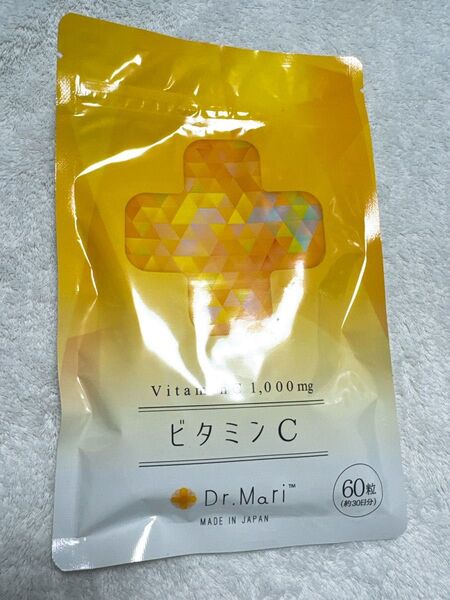 Vitamin C 1,000mg
ビタミン C
Dr.Mari™
MADE IN JAPAN
60粒
(約30日分)